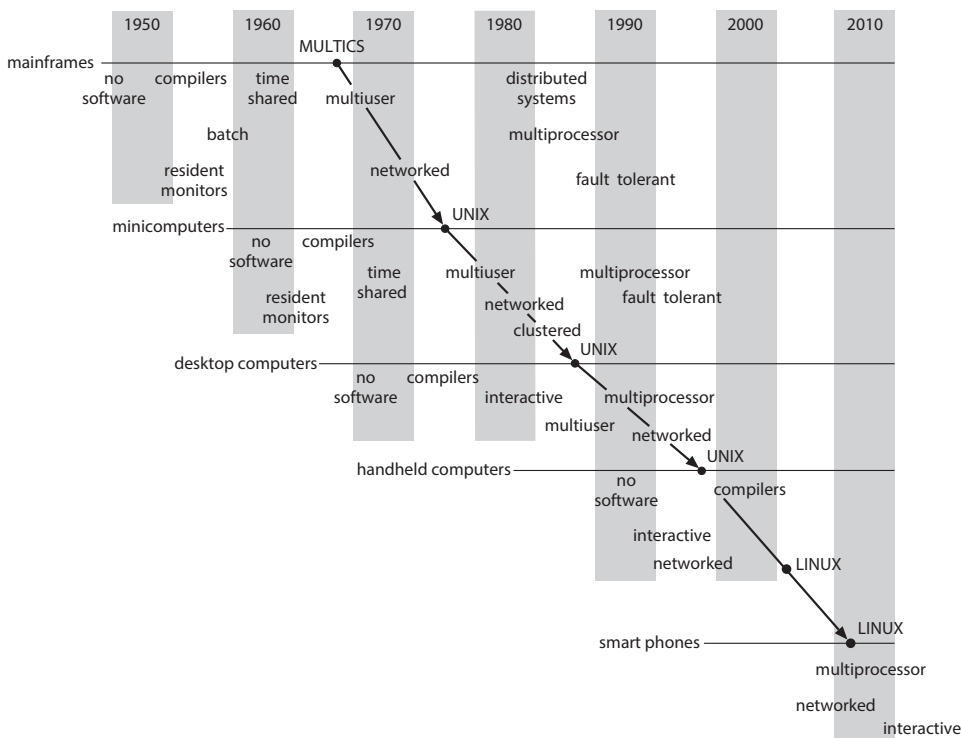 1950 1960 1970 1980 1990 2000 2010
MULTICS
mainframes
no compilers time distributed
software shared multiuser systems
batch multiprocessor
resident networked fault tolerant
monitors
UNIX
minicomputers
no compilers
software time multiuser multiprocessor
shared
resident networked fault tolerant
monitors
clustered
UNIX
desktop computers
no compilers
software interactive multiprocessor
multiuser networked
UNIX
handheld computers
no compilers
software
interactive
networked LINUX
LINUX
smart phones
multiprocessor
networked
interactive